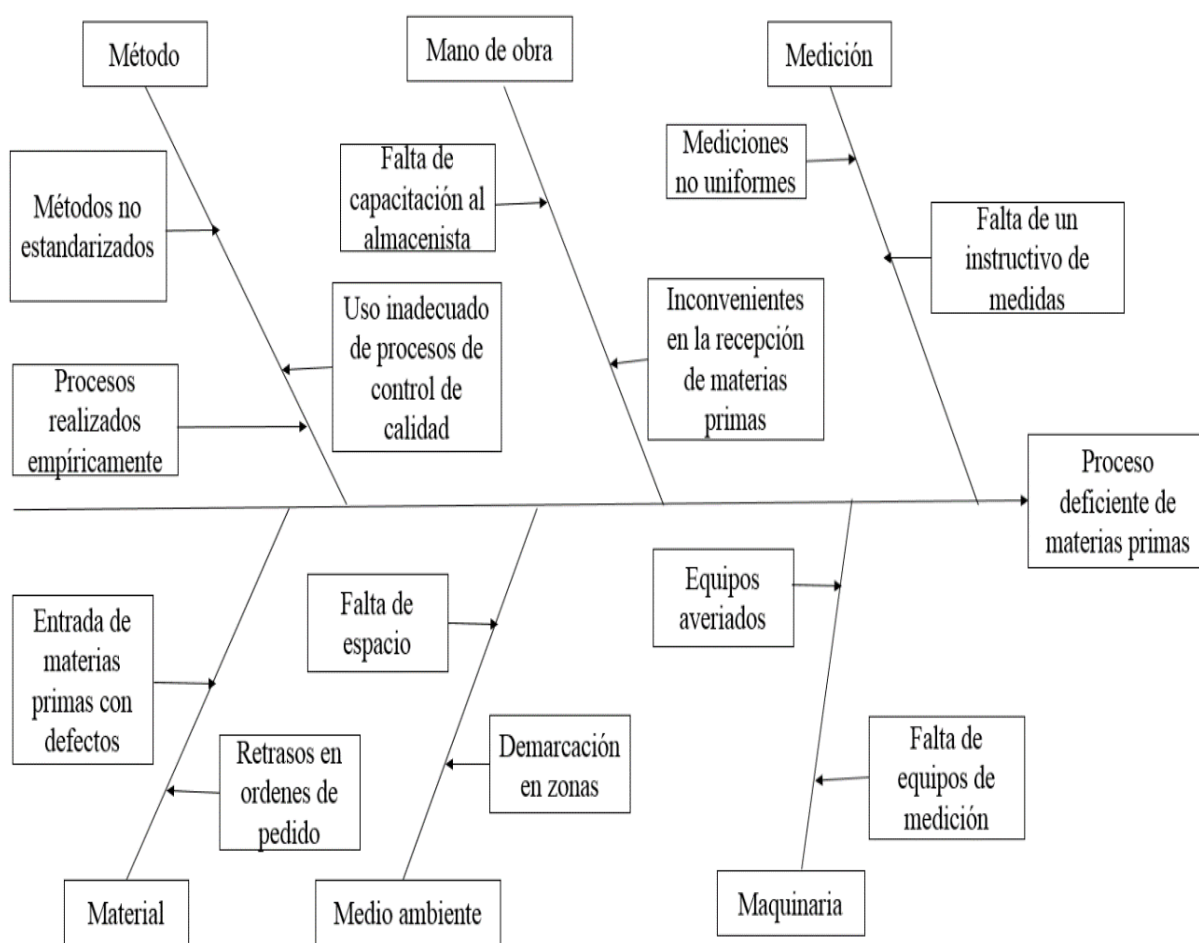 Método
Mano de obra
Medición
Métodos no
estandarizados
Falta de
capacitación al
almacenista
Mediciones
no uniformes
Falta de un
instructivo de
medidas
Procesos
realizados
empíricamente
Uso inadecuado
de procesos de
control de
calidad
Inconvenientes
en la recepción
de materias
primas
Proceso
deficiente de
materias primas
Entrada de
materias
primas con
defectos
Retrasos en
ordenes de
pedido
Falta de
espacio
Demarcación
en zonas
Equipos
averiados
Falta de
equipos de
medición
Material
Medio ambiente
Maquinaria